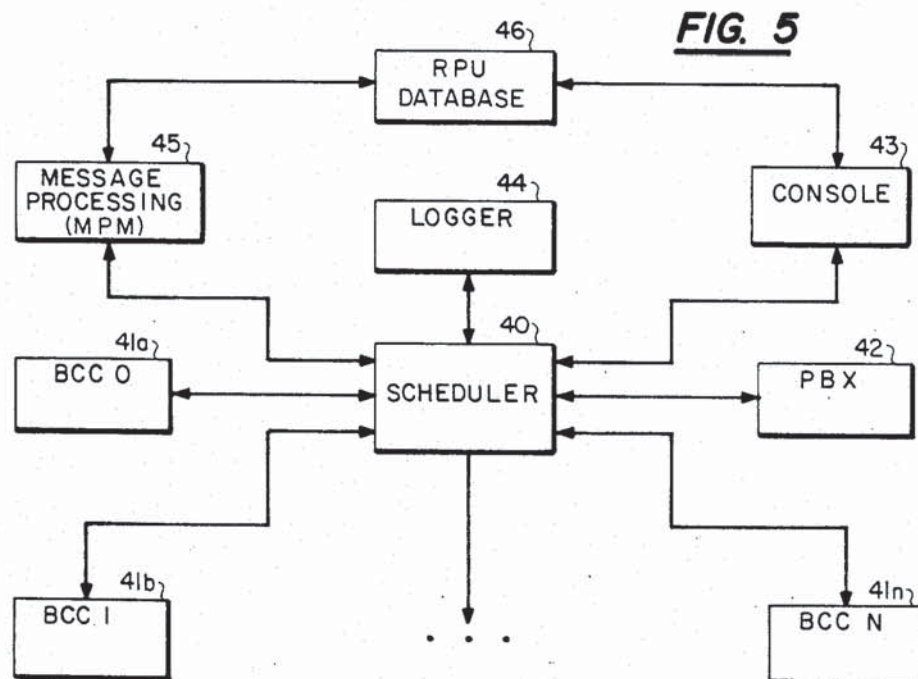 FIG. 5
46
RPU
DATABASE
45
MESSAGE
PROCESSING
(MPM)
43
CONSOLE
44
LOGGER
40
SCHEDULER
41a
BCC 0
42
PBX
41b
BCC 1
41n
BCC N